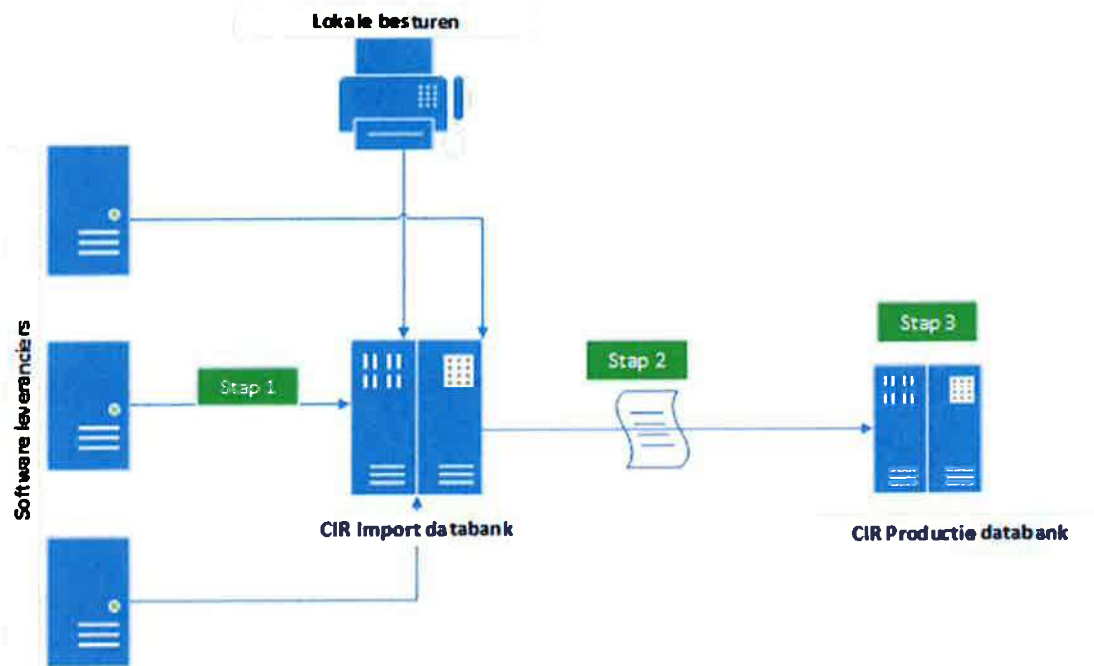 Lokale besturen
Software leveranciers
Stap 1
Stap 2
Stap 3
CIR Import databank
CIR Productie databank